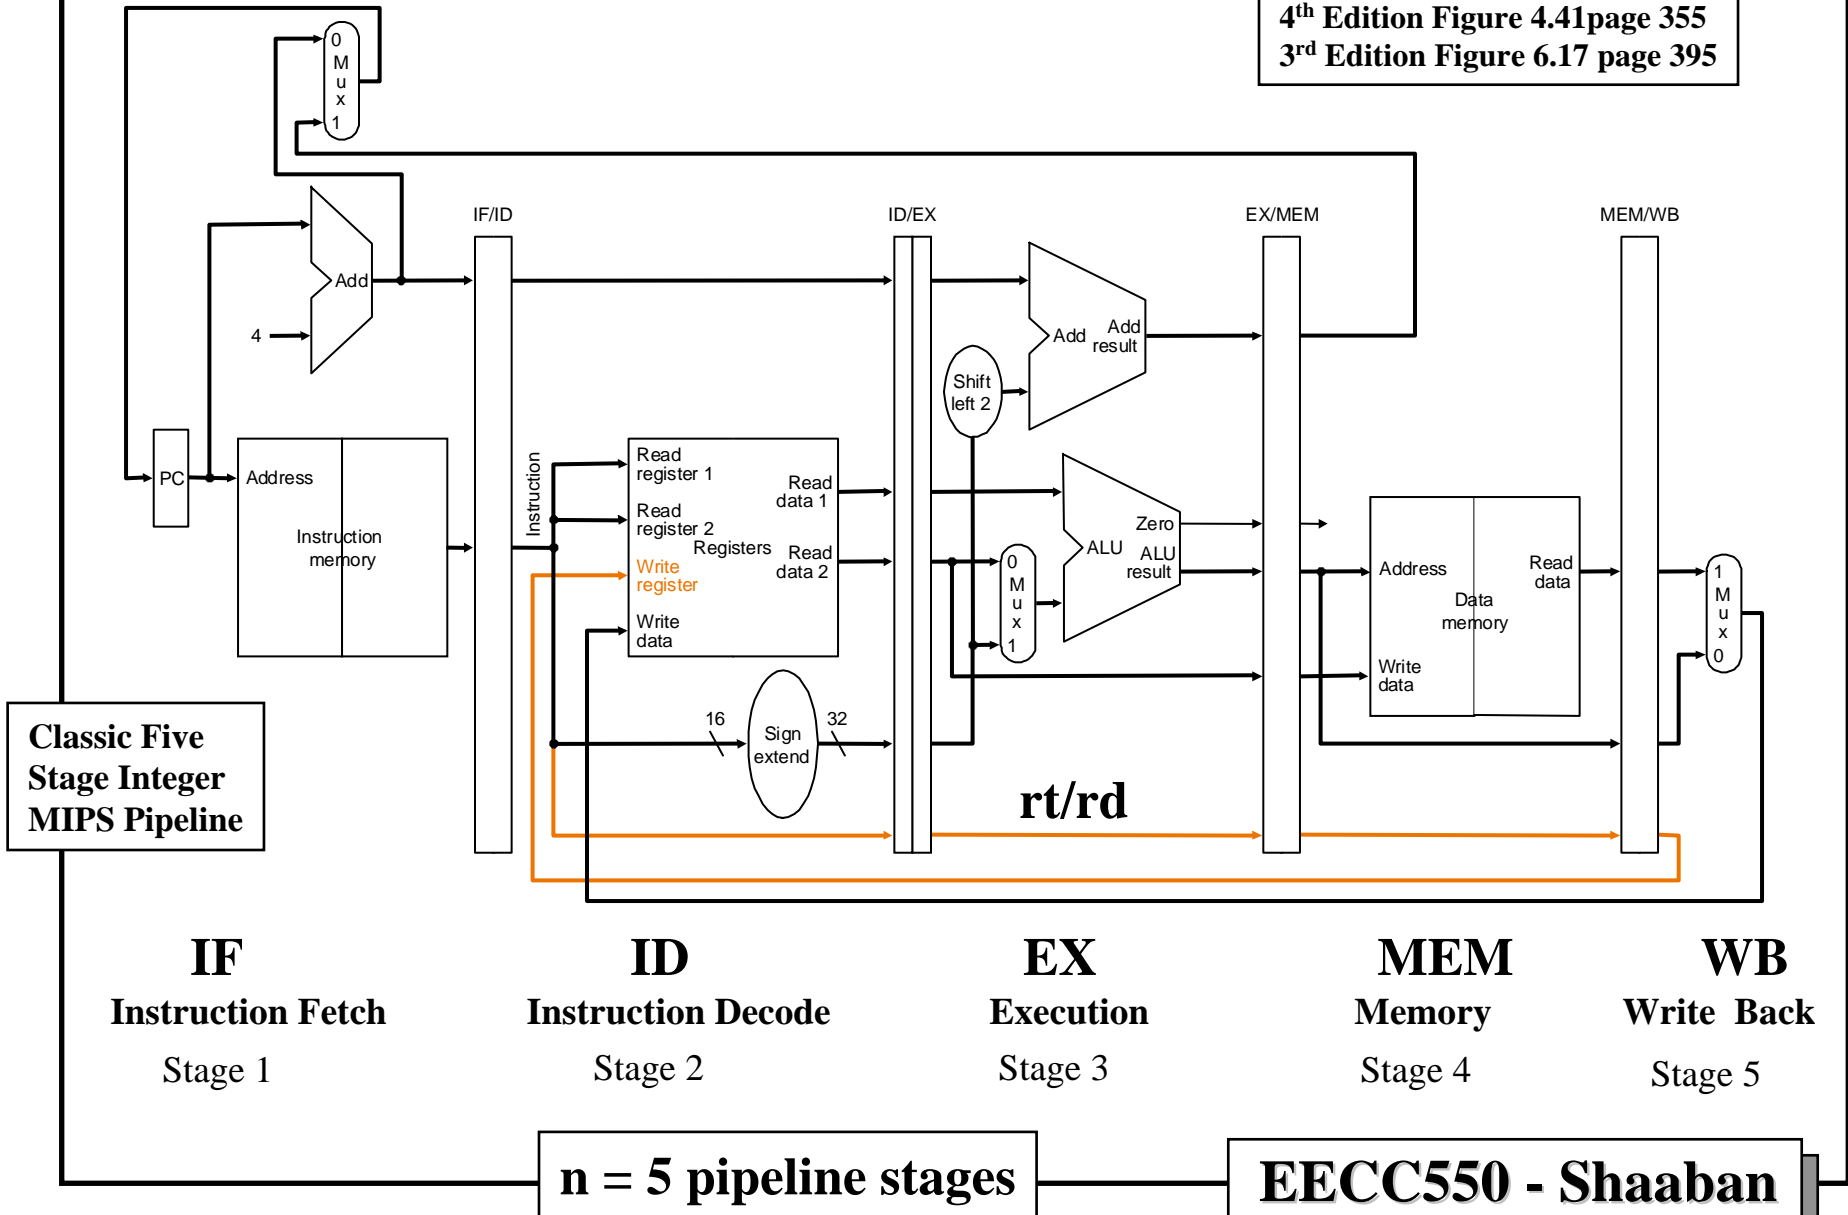 4th Edition Figure 4.41page 355
3rd Edition Figure 6.17 page 395
0
M
u
x
1
IF/ID
ID/EX
EX/MEM
MEM/WB
Add
4
Add
Add
result
Shift
left 2
PC
Address
Instruction
memory
Instruction
Read
register 1
Read
register 2
Write
register
Write
data
Registers
Read
data 1
Read
data 2
0
M
u
x
1
Zero
ALU
ALU
result
Address
Read
data
Data
memory
Write
data
1
M
u
x
0
16
Sign
extend
32
Classic Five
Stage Integer
MIPS Pipeline
rt/rd
IF
ID
EX
MEM
WB
Instruction Fetch
Instruction Decode
Execution
Memory
Write Back
Stage 1
Stage 2
Stage 3
Stage 4
Stage 5
n = 5 pipeline stages
EECC550 - Shaaban